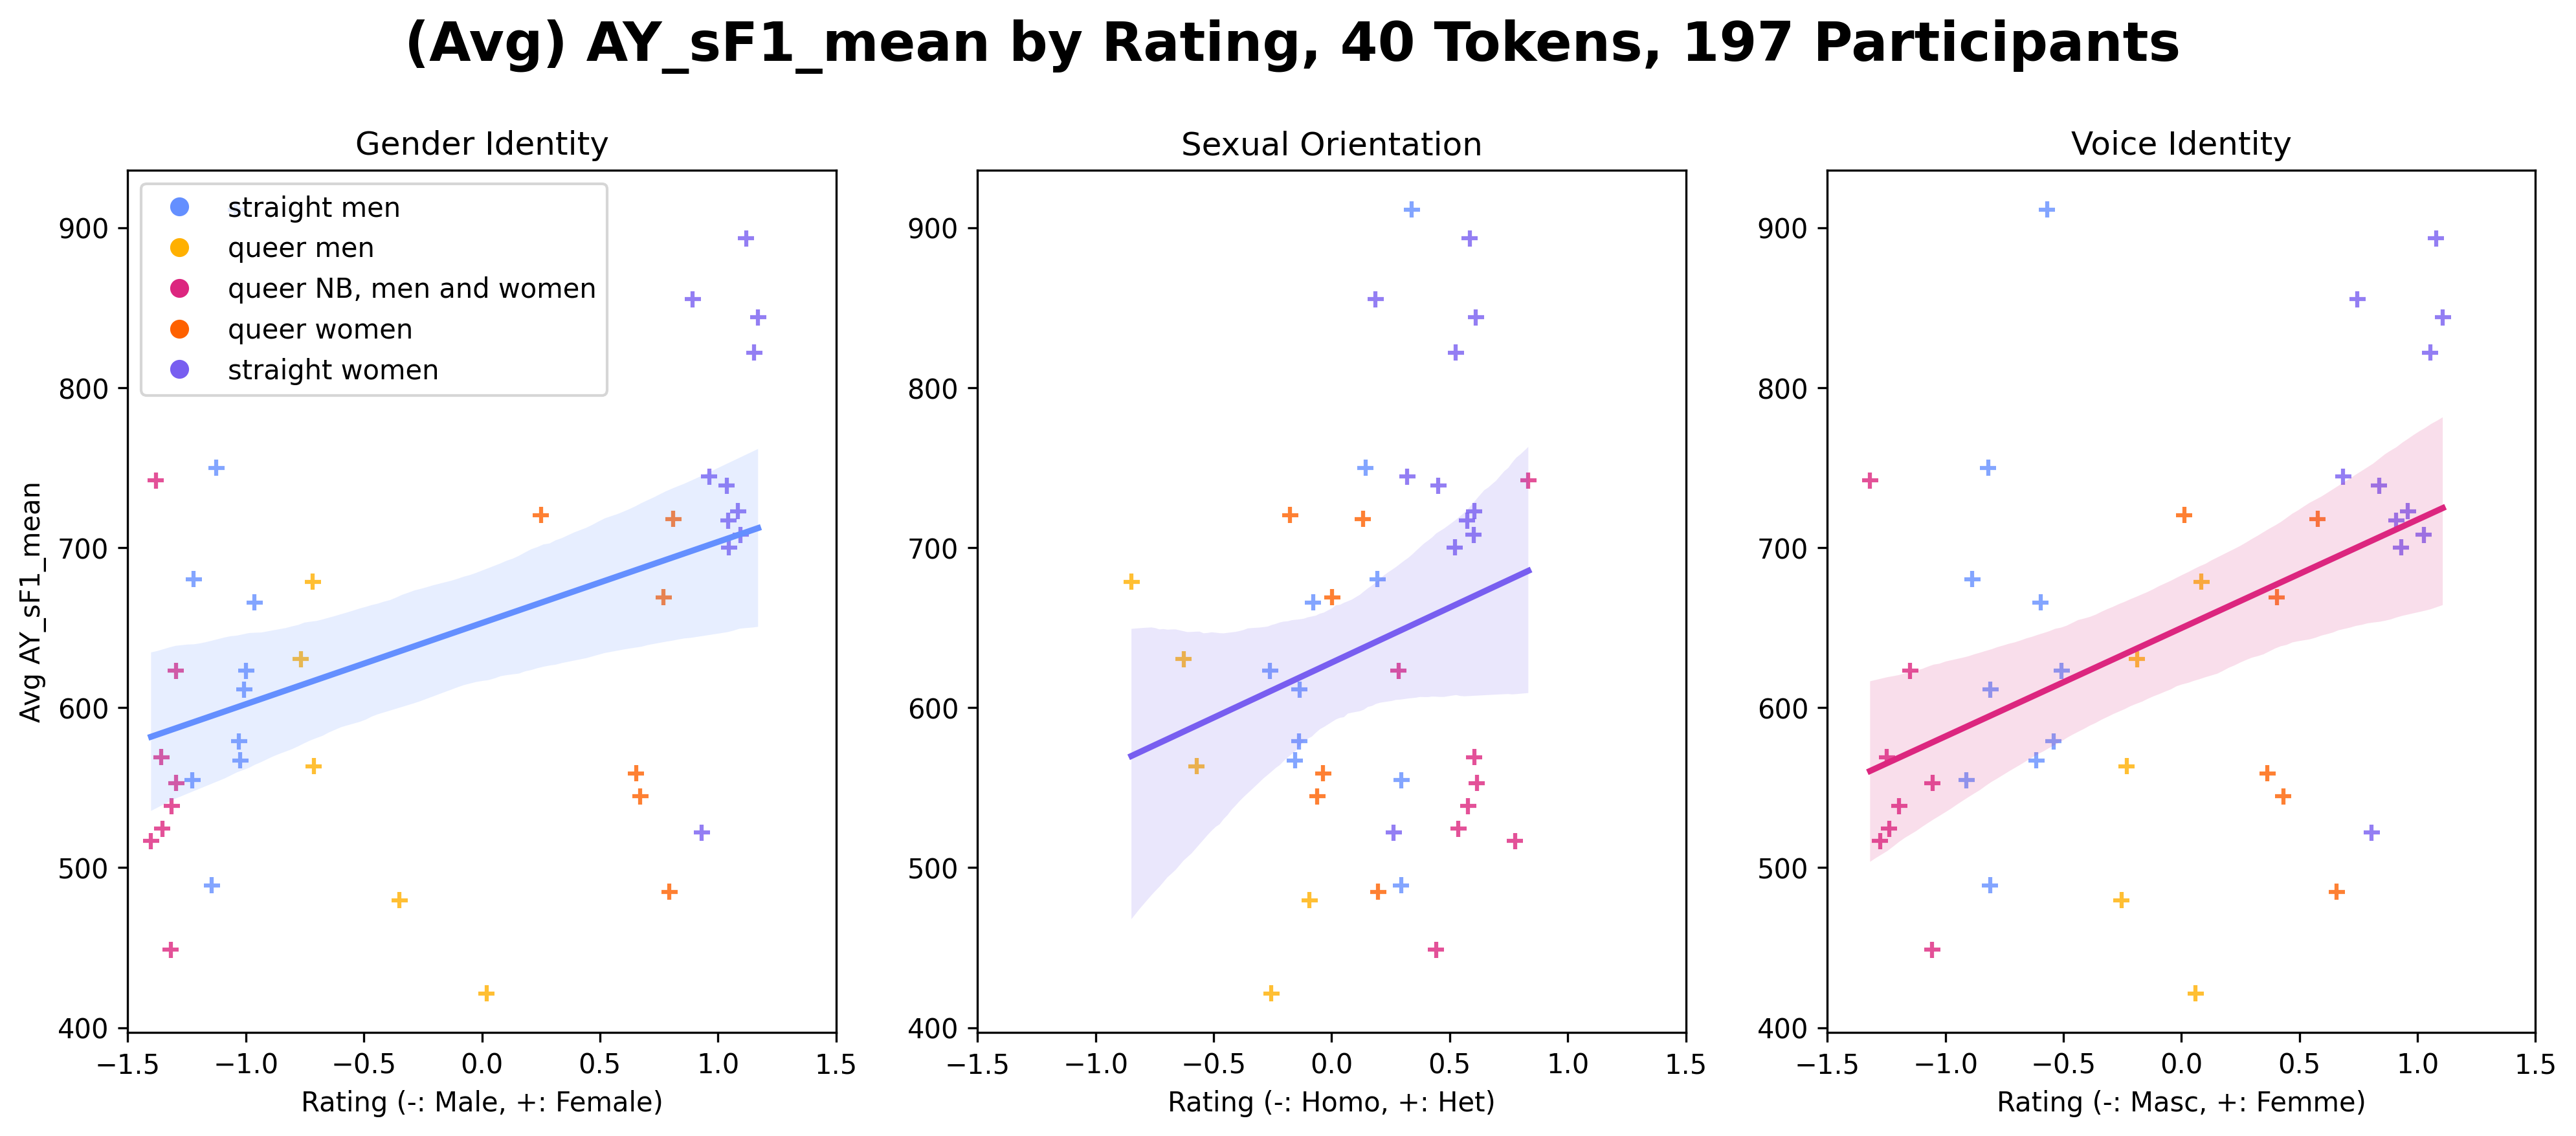 (Avg) AY_sF1_mean by Rating, 40 Tokens, 197 Participants
Gender Identity
straight men
queer men
queer NB, men and women
queer women
straight women
Avg AY_sF1_mean
900
800
700
600
500
400
−1.5 −1.0 −0.5 0.0 0.5 1.0 1.5
Rating (-: Male, +: Female)
Sexual Orientation
900
800
700
600
500
400
−1.5 −1.0 −0.5 0.0 0.5 1.0 1.5
Rating (-: Homo, +: Het)
Voice Identity
900
800
700
600
500
400
−1.5 −1.0 −0.5 0.0 0.5 1.0 1.5
Rating (-: Masc, +: Femme)